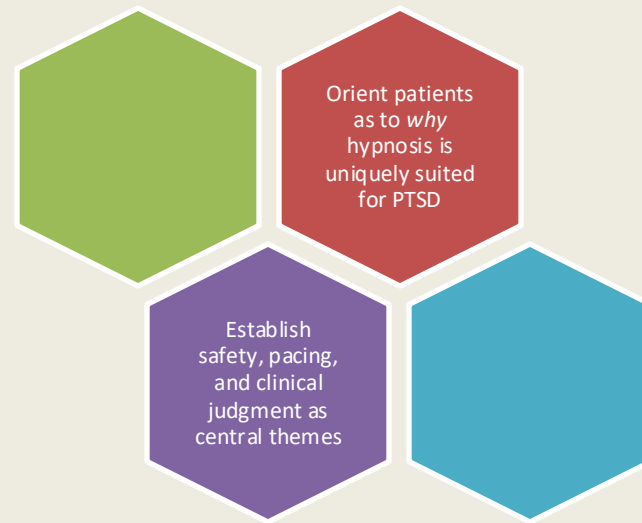 Orient patients
as to why
hypnosis is
uniquely suited
for PTSD
Establish
safety, pacing,
and clinical
judgment as
central themes